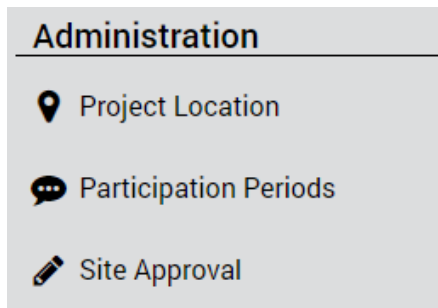 Administration
Project Location
Participation Periods
Site Approval